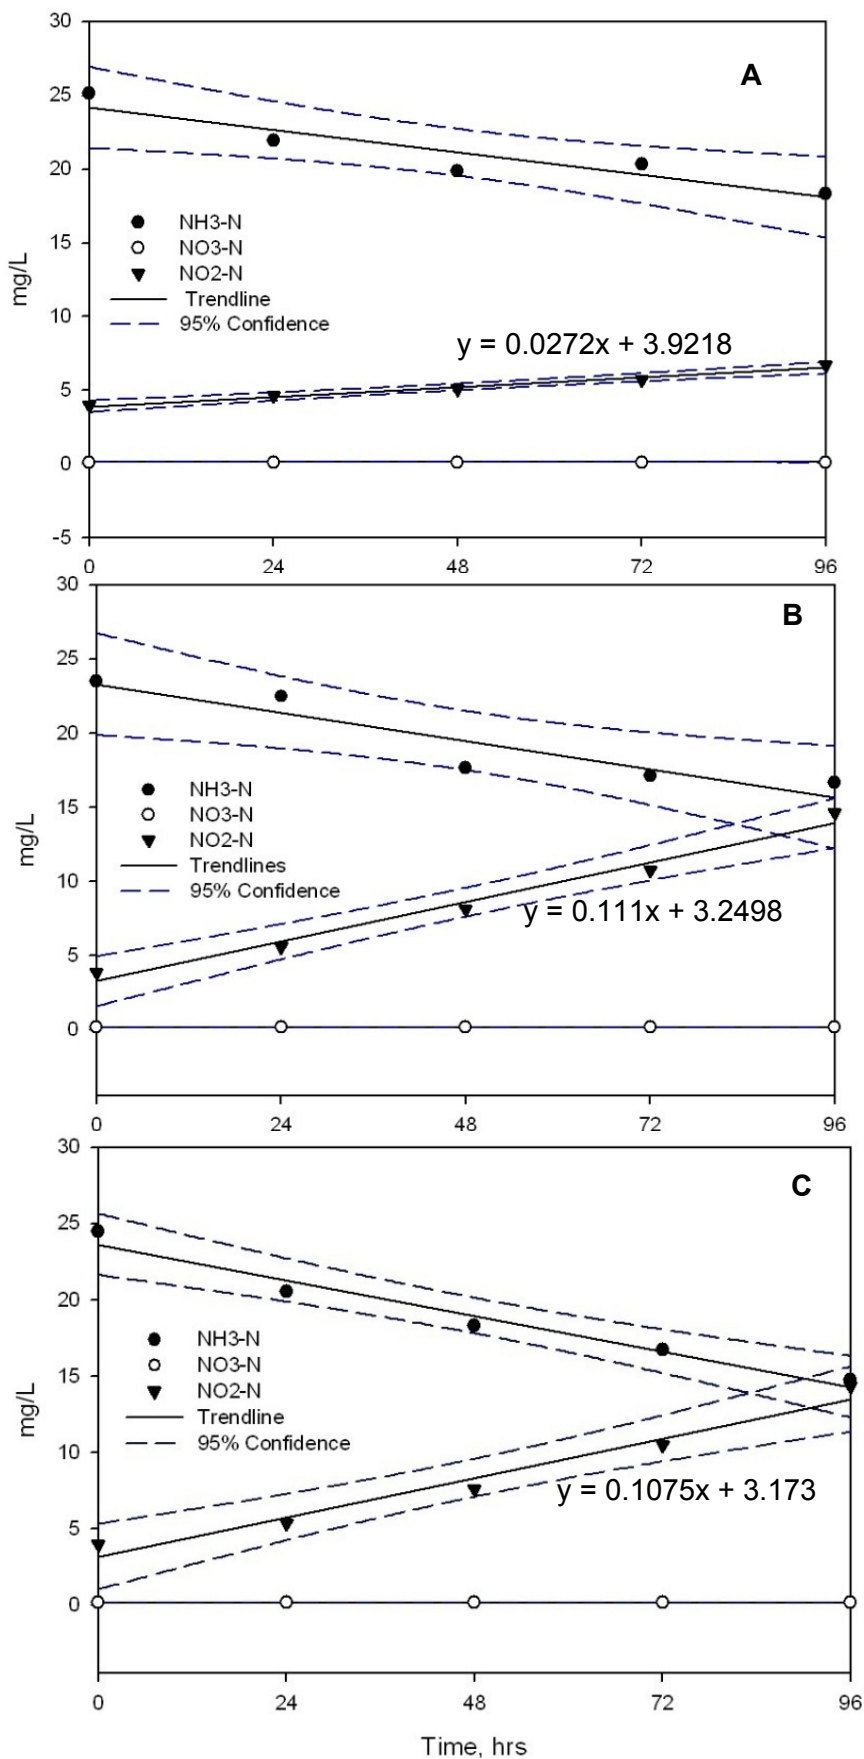 30
A
25
20
NH3-N
15
NO3-N
mg/L
NO2-N
Trendline
10
95% Confidence
y = 0.0272x + 3.9218
5
0
-5
0 24 48 72 96
30
B
25
20
NH3-N
15
NO3-N
mg/L
NO2-N
Trendlines
10
95% Confidence
y = 0.111x + 3.2498
5
0
0 24 48 72 96
30
C
25
20
NH3-N
NO3-N
15
mg/L
NO2-N
Trendline
95% Confidence
10
y = 0.1075x + 3.173
5
0
0 24 48 72 96
Time, hrs